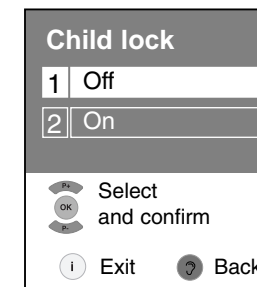 Child lock
1 Off
2 On
P+
OK
P-
Select
and confirm
i Exit Back